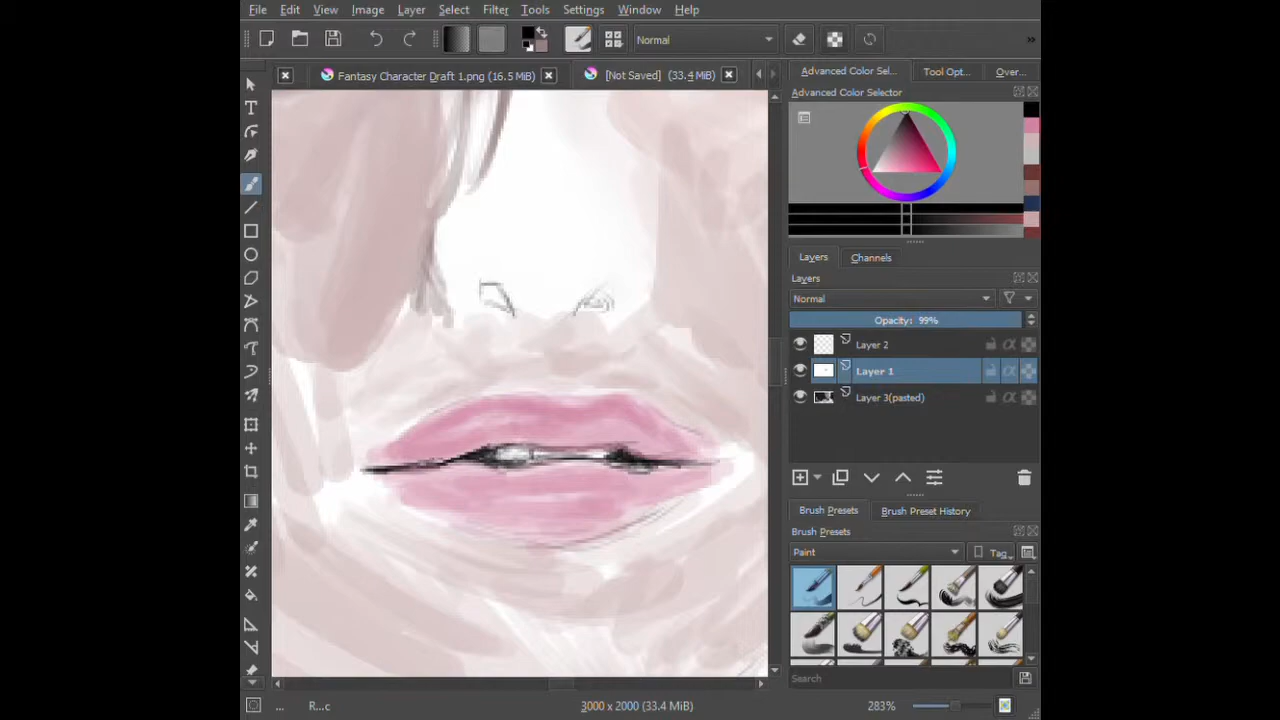 File Edit View Image Layer Select Filter Tools Settings Window Help
Normal
Fantasy Character Draft 1.png (16.5 MiB)
[Not Saved] (33.4 MiB)
Advanced Color Sel...
Tool Opt...
Over...
Advanced Color Selector
Layers
Channels
Layers
Normal
Opacity: 99%
Layer 2
Layer 1
Layer 3(pasted)
Brush Presets
Brush Preset History
Brush Presets
Paint
Tag
Search
... R...c
3000 x 2000 (33.4 MiB)
283%